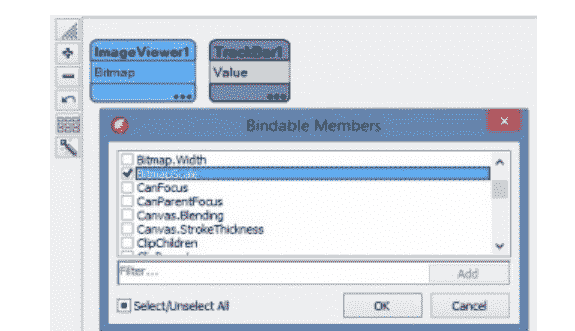 ImageViewer1
TrackBar1
Bitmap
Value
Bindable Members
Bitmap.Width
BitmapScale
CanFocus
CanParentFocus
Canvas.Blending
Canvas.StrokeThickness
ClipChildren
Filter...
Add
Select/Unselect All
OK
Cancel